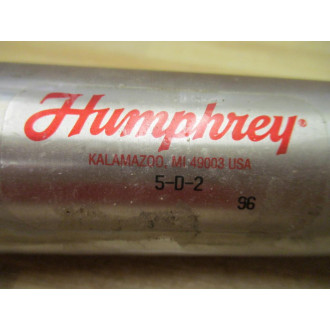 Humphrey®
KALAMAZOO, MI 49003 USA
5-D-2
96